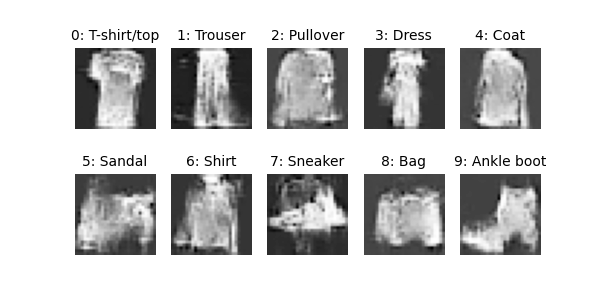 0: T-shirt/top 1: Trouser 2: Pullover 3: Dress 4: Coat
5: Sandal 6: Shirt 7: Sneaker 8: Bag 9: Ankle boot